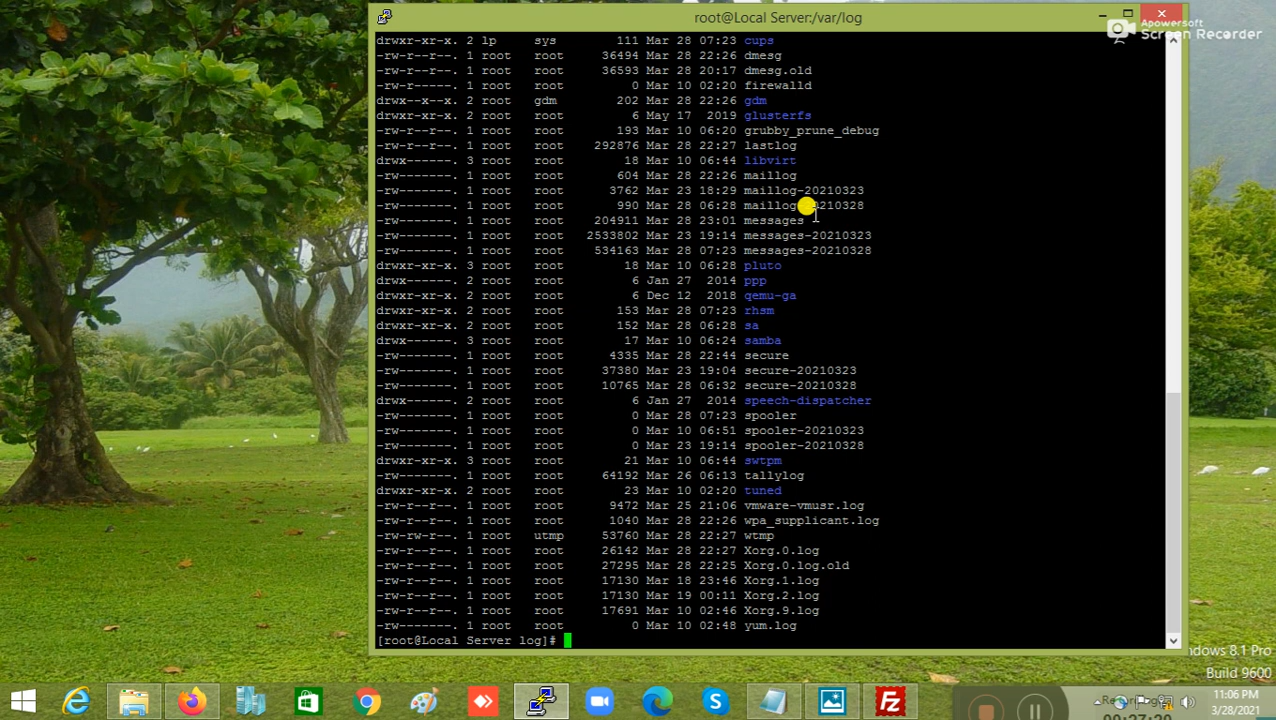 root@Local Server:/var/log
Apowersoft
Screen Recorder
drwxr-xr-x. 2 lp     sys         111 Mar 28 07:23 cups
-rw-r--r--. 1 root   root      36494 Mar 28 22:26 dmesg
-rw-r--r--. 1 root   root      36593 Mar 28 20:17 dmesg.old
-rw-r-----. 1 root   root          0 Mar 10 02:20 firewalld
drwx--x--x. 2 root   gdm         202 Mar 28 22:26 gdm
drwxr-xr-x. 2 root   root          6 May 17  2019 glusterfs
-rw-r--r--. 1 root   root        193 Mar 10 06:20 grubby_prune_debug
-rw-r--r--. 1 root   root     292876 Mar 28 22:27 lastlog
drwx------. 3 root   root         18 Mar 10 06:44 libvirt
-rw-------. 1 root   root        604 Mar 28 22:26 maillog
-rw-------. 1 root   root       3762 Mar 23 18:29 maillog-20210323
-rw-------. 1 root   root        990 Mar 28 06:28 maillog-20210328
-rw-------. 1 root   root     204911 Mar 28 23:01 messages
-rw-------. 1 root   root    2533802 Mar 23 19:14 messages-20210323
-rw-------. 1 root   root     534163 Mar 28 07:23 messages-20210328
drwxr-xr-x. 3 root   root         18 Mar 10 06:28 pluto
drwx------. 2 root   root          6 Jan 27  2014 ppp
drwxr-xr-x. 2 root   root          6 Dec 12  2018 qemu-ga
drwxr-xr-x. 2 root   root        153 Mar 28 07:23 rhsm
drwxr-xr-x. 2 root   root        152 Mar 28 06:28 sa
drwx------. 3 root   root         17 Mar 10 06:24 samba
-rw-------. 1 root   root       4335 Mar 28 22:44 secure
-rw-------. 1 root   root      37380 Mar 23 19:04 secure-20210323
-rw-------. 1 root   root      10765 Mar 28 06:32 secure-20210328
drwx------. 2 root   root          6 Jan 27  2014 speech-dispatcher
-rw-------. 1 root   root          0 Mar 28 07:23 spooler
-rw-------. 1 root   root          0 Mar 10 06:51 spooler-20210323
-rw-------. 1 root   root          0 Mar 23 19:14 spooler-20210328
drwxr-xr-x. 3 root   root         21 Mar 10 06:44 swtpm
-rw-------. 1 root   root      64192 Mar 26 06:13 tallylog
drwxr-xr-x. 2 root   root         23 Mar 10 02:20 tuned
-rw-r--r--. 1 root   root       9472 Mar 25 21:06 vmware-vmusr.log
-rw-r--r--. 1 root   root       1040 Mar 28 22:26 wpa_supplicant.log
-rw-rw-r--. 1 root   utmp      53760 Mar 28 22:27 wtmp
-rw-r--r--. 1 root   root      26142 Mar 28 22:27 Xorg.0.log
-rw-r--r--. 1 root   root      27295 Mar 28 22:25 Xorg.0.log.old
-rw-r--r--. 1 root   root      17130 Mar 18 23:46 Xorg.1.log
-rw-r--r--. 1 root   root      17130 Mar 19 00:11 Xorg.2.log
-rw-r--r--. 1 root   root      17691 Mar 10 02:46 Xorg.9.log
-rw-------. 1 root   root          0 Mar 10 02:48 yum.log
[root@Local Server log]#
ndows 8.1 Pro
Build 9600
11:06 PM
3/28/2021